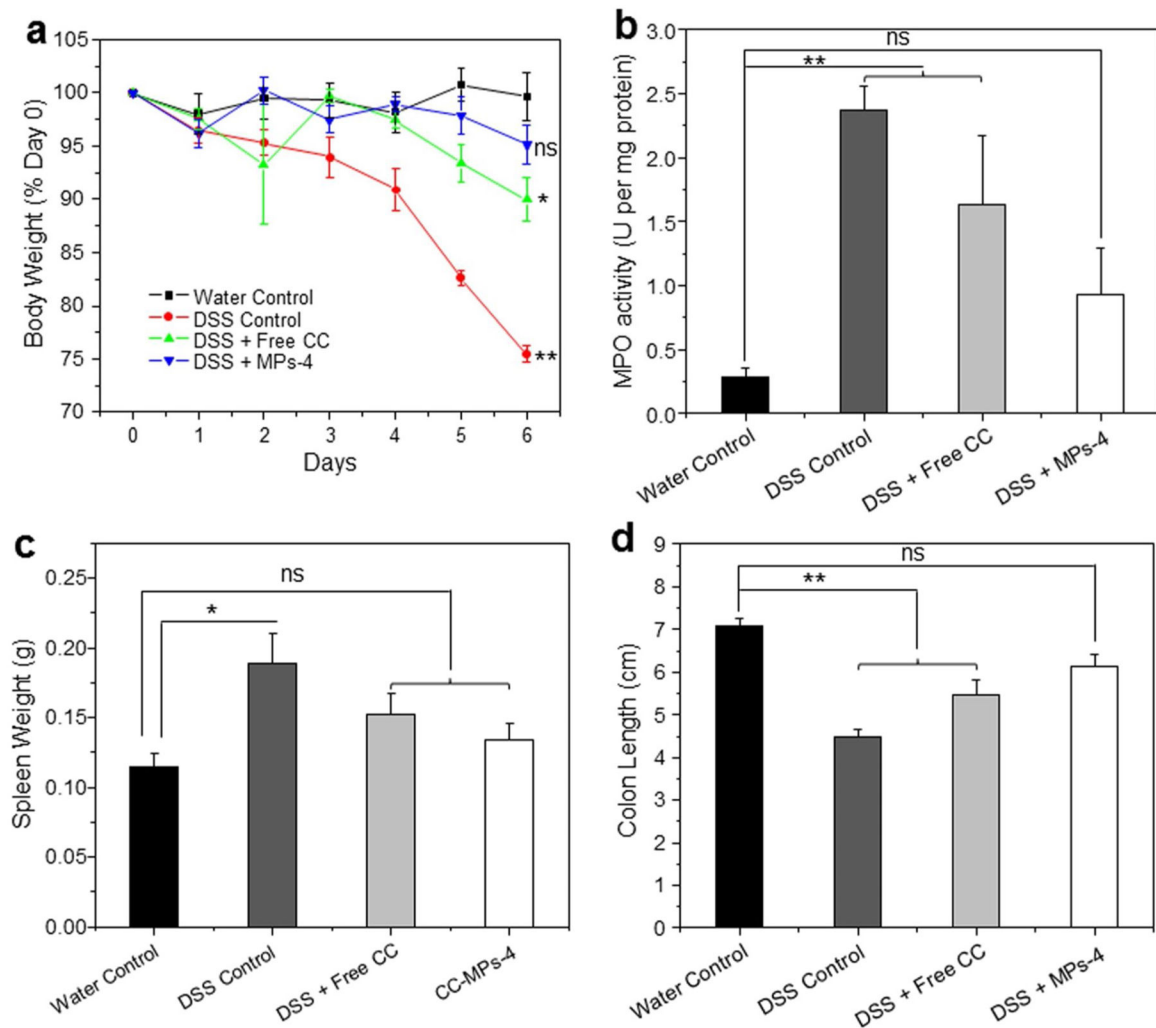 a
105
100
95
90
85
80
75
70
Body Weight (% Day 0)
Water Control
DSS Control
DSS + Free CC
DSS + MPs-4
ns
*
**
0 1 2 3 4 5 6
Days
b
3.0
2.5
2.0
1.5
1.0
0.5
0.0
MPO activity (U per mg protein)
ns
**
Water Control
DSS Control
DSS + Free CC
DSS + MPs-4
c
0.25
0.20
0.15
0.10
0.05
0.00
Spleen Weight (g)
ns
*
Water Control
DSS Control
DSS + Free CC
CC-MPs-4
d
9
8
7
6
5
4
3
2
1
0
Colon Length (cm)
ns
**
Water Control
DSS Control
DSS + Free CC
DSS + MPs-4